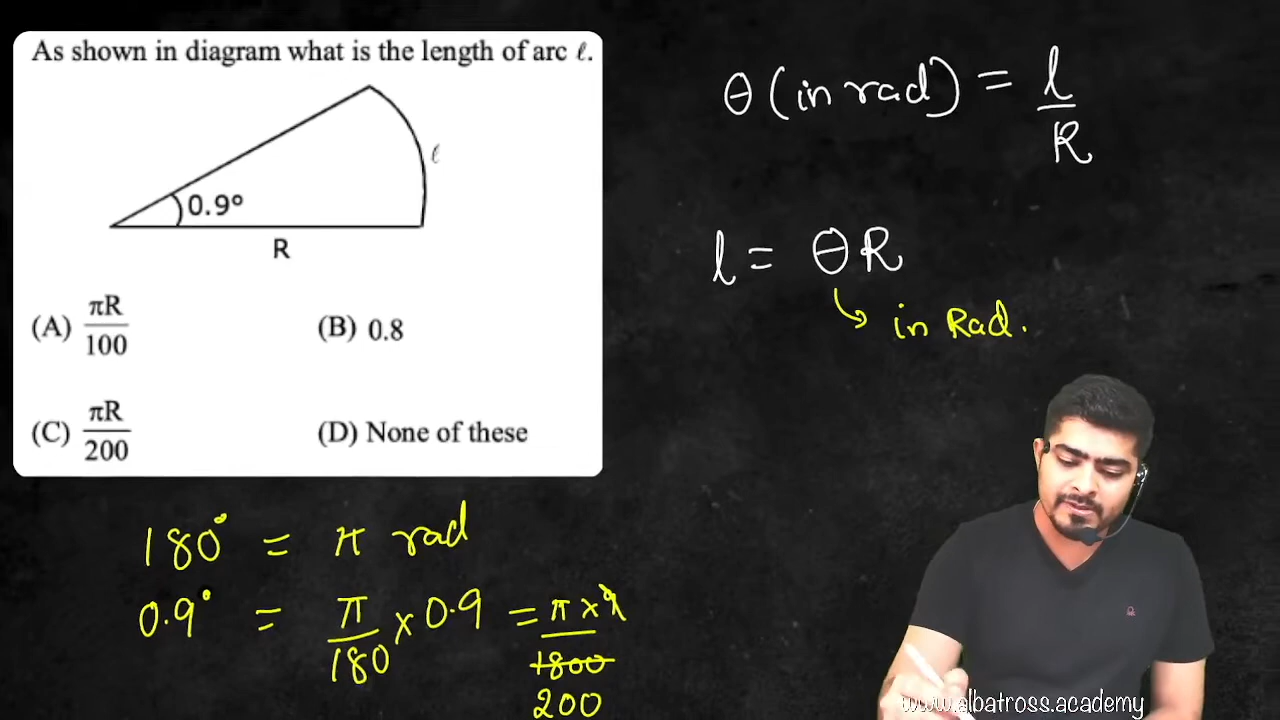 As shown in diagram what is the length of arc ℓ.
ℓ
0.9°
R
(A) πR/100
(B) 0.8
(C) πR/200
(D) None of these
θ (in rad) = l/R
l = θR
in Rad.
180° = π rad
0.9° = π/180 × 0.9 = π × 9/1800
200
www.albatross.academy